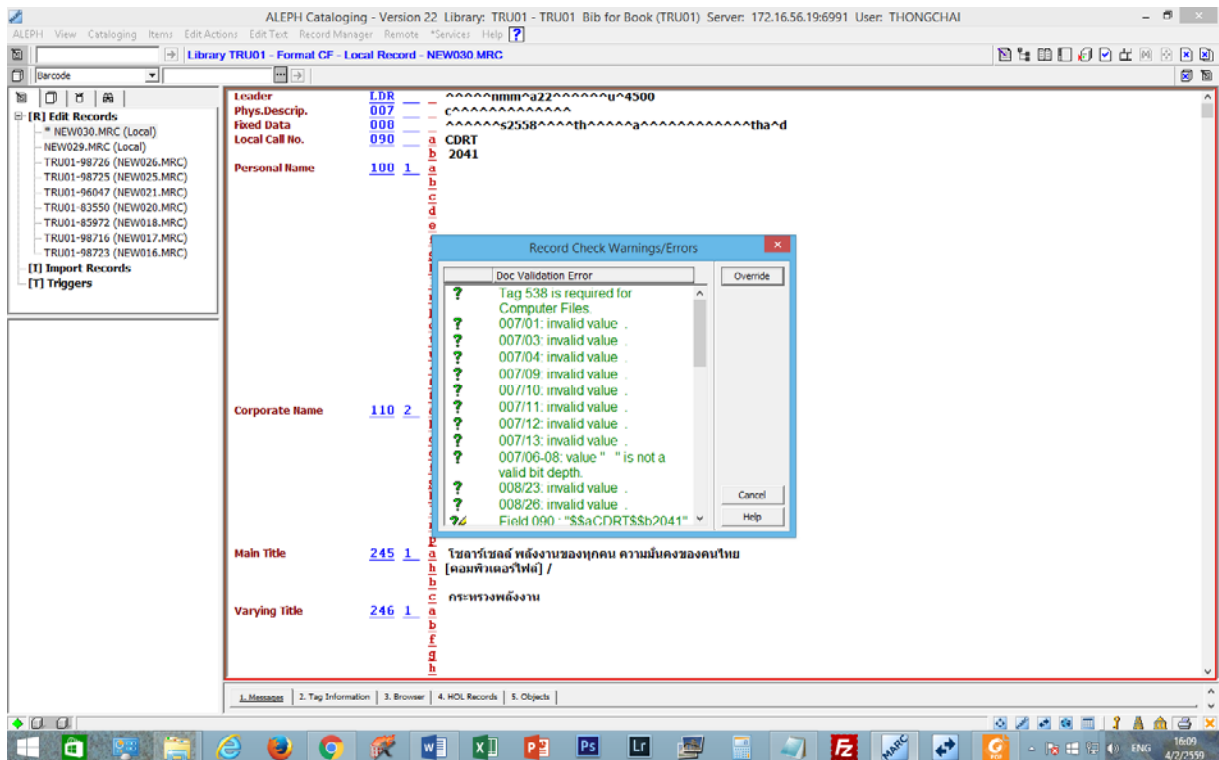 ALEPH Cataloging - Version 22 Library: TRU01 - TRU01 Bib for Book (TRU01) Server: 172.16.56.19:6991 User: THONGCHAI
ALEPH View Cataloging Items Edit Actions Edit Text Record Manager Remote *Services Help ?
Library TRU01 - Format CF - Local Record - NEW030.MRC
Barcode
[R] Edit Records
* NEW030.MRC (Local)
NEW029.MRC (Local)
TRU01-98726 (NEW026.MRC)
TRU01-98725 (NEW025.MRC)
TRU01-96047 (NEW021.MRC)
TRU01-83550 (NEW020.MRC)
TRU01-85972 (NEW018.MRC)
TRU01-98716 (NEW017.MRC)
TRU01-98723 (NEW016.MRC)
[I] Import Records
[T] Triggers
Leader LDR ^^^^^nmm^a22^^^^^^u^4500
Phys.Descrip. 007 c^^^^^^^^^^^^^
Fixed Data 008 ^^^^^^s2558^^^^th^^^^^a^^^^^^^^^^^^tha^d
Local Call No. 090 a CDRT
b 2041
Personal Name 100 1 a
b
c
d
e
Record Check Warnings/Errors
Doc Validation Error
Override
? Tag 538 is required for
Computer Files.
? 007/01: invalid value .
? 007/03: invalid value .
? 007/04: invalid value .
? 007/09: invalid value .
? 007/10: invalid value .
? 007/11: invalid value .
? 007/12: invalid value .
? 007/13: invalid value .
? 007/06-08: value " " is not a
valid bit depth.
? 008/23: invalid value .
? 008/26: invalid value .
Field 090 : "$$aCDRT$$b2041"
Cancel
Help
Corporate Name 110 2
p
Main Title 245 1 a โซลาร์เซลล์ พลังงานของทุกคน ความมั่นคงของคนไทย
h [คอมพิวเตอร์ไฟล์] /
b
c กระทรวงพลังงาน
Varying Title 246 1 a
b
f
g
h
1. Messages 2. Tag Information 3. Browser 4. HOL Records 5. Objects
ENG 16:09
4/2/2559